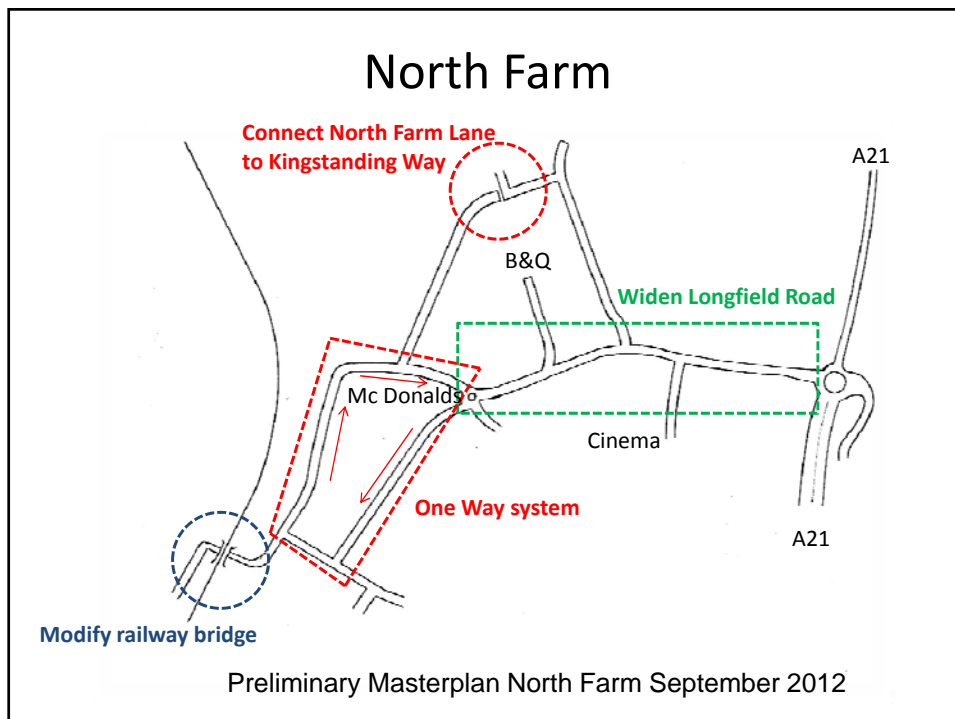 North Farm
Connect North Farm Lane
to Kingstanding Way
A21
B&Q
Widen Longfield Road
Mc Donalds
Cinema
One Way system
A21
Modify railway bridge
Preliminary Masterplan North Farm September 2012